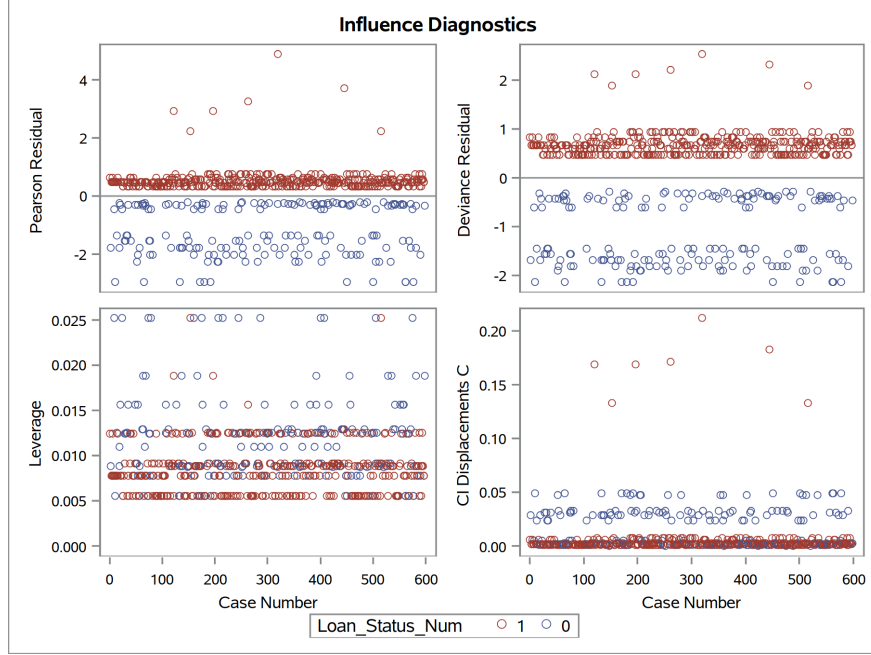 Influence Diagnostics
Pearson Residual
4
2
0
-2
Deviance Residual
2
1
0
-1
-2
Leverage
0.025
0.020
0.015
0.010
0.005
0.000
0 100 200 300 400 500 600
Case Number
CI Displacements C
0.20
0.15
0.10
0.05
0.00
0 100 200 300 400 500 600
Case Number
Loan_Status_Num 1 0